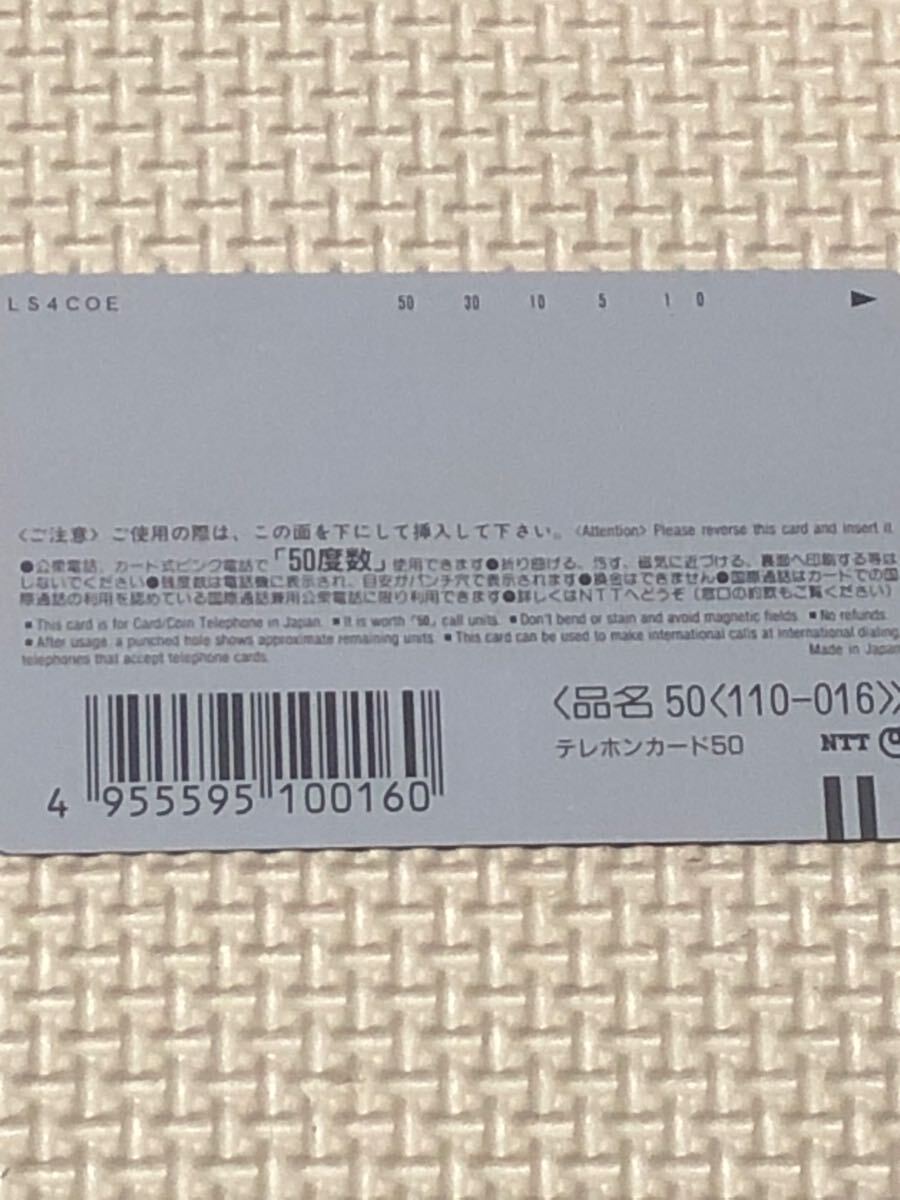 LS4COE 50 30 10 5 1 0
〈ご注意〉ご使用の際は、この面を下にして挿入して下さい。〈Attention〉Please reverse this card and insert it.
●公衆電話、カード式ピンク電話で「50度数」使用できます●折り曲げる、汚す、磁気に近づける、裏面へ印刷する等は
しないでください●残度数は電話機に表示され、目安がパンチ穴で表示されます●換金はできません●国際通話はカードでの国
際通話の利用を認めている国際通話兼用公衆電話に限り利用できます●詳しくはNTTへどうぞ(窓口の約款もご覧ください)
■This card is for Card/Coin Telephone in Japan. ■It is worth「50」call units. ■Don't bend or stain and avoid magnetic fields. ■No refunds.
■After usage, a punched hole shows approximate remaining units. ■This card can be used to make international calls at international dialing
telephones that accept telephone cards. Made in Japan
〈品名 50〈110-016〉〉
テレホンカード50 NTT
4 955595 100160